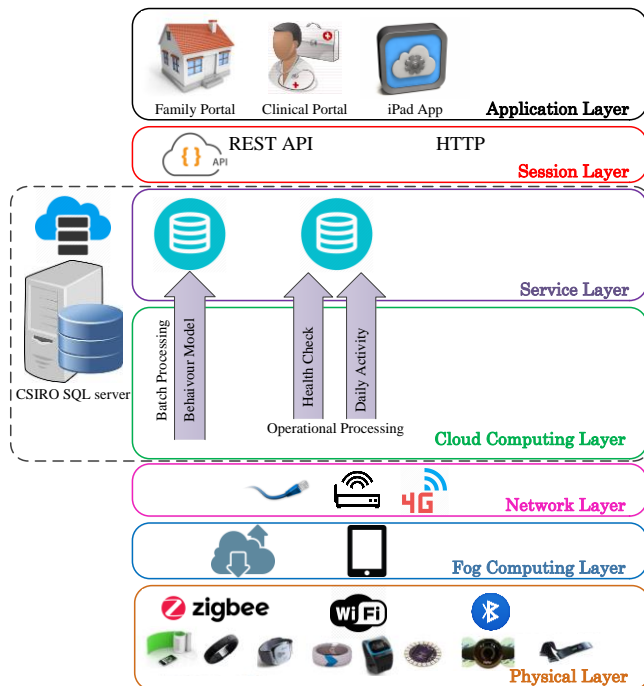 Family Portal
Clinical Portal
iPad App
Application Layer
REST API
HTTP
{ } API
Session Layer
Service Layer
CSIRO SQL server
Batch Processing
Behaivour Model
Health Check
Daily Activity
Operational Processing
Cloud Computing Layer
4G
Network Layer
Fog Computing Layer
zigbee
WiFi
Physical Layer